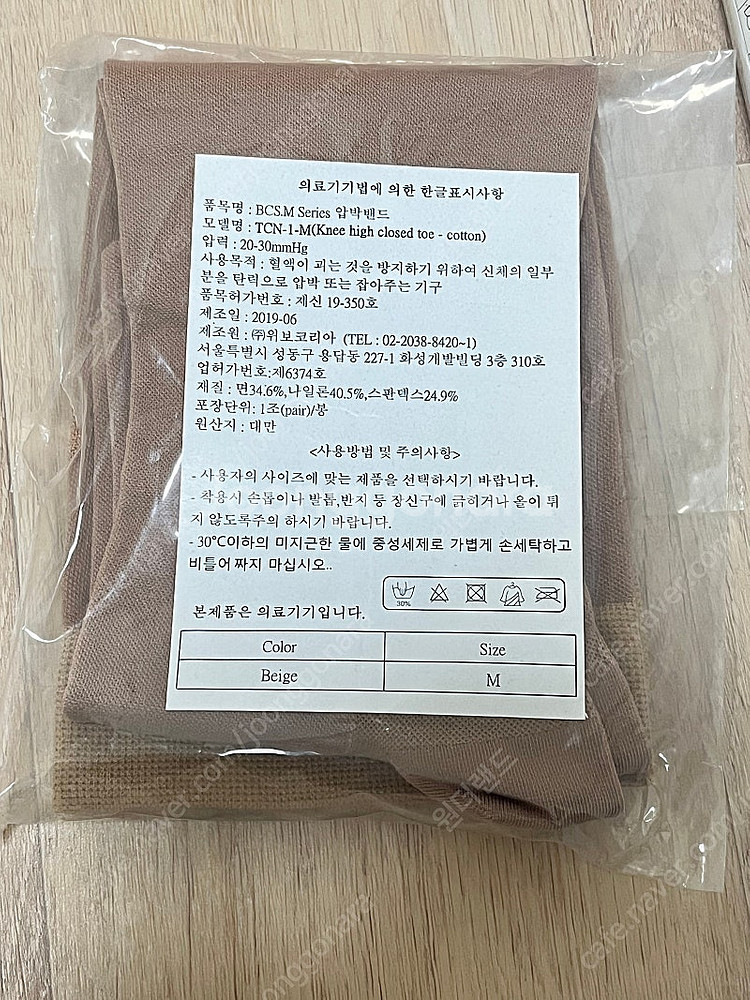 의료기기법에 의한 한글표시사항
품목명 : BCS.M Series 압박밴드
모델명 : TCN-1-M(Knee high closed toe - cotton)
압력 : 20-30mmHg
사용목적 : 혈액이 괴는 것을 방지하기 위하여 신체의 일부
분을 탄력으로 압박 또는 잡아주는 기구
품목허가번호 : 제신 19-350호
제조일 : 2019-06
제조원 : ㈜위보코리아 (TEL : 02-2038-8420~1)
서울특별시 성동구 용답동 227-1 화성개발빌딩 3층 310호
업허가번호:제6374호
재질 : 면34.6%,나일론40.5%,스판덱스24.9%
포장단위: 1조(pair)/봉
원산지 : 대만
<사용방법 및 주의사항>
- 사용자의 사이즈에 맞는 제품을 선택하시기 바랍니다.
- 착용시 손톱이나 발톱,반지 등 장신구에 긁히거나 올이 튀
지 않도록주의 하시기 바랍니다.
- 30℃이하의 미지근한 물에 중성세제로 가볍게 손세탁하고
비틀어 짜지 마십시오..
30%
본제품은 의료기기입니다.
Color Size
Beige M
원더랜드
cafe.naver.com/joonggonara